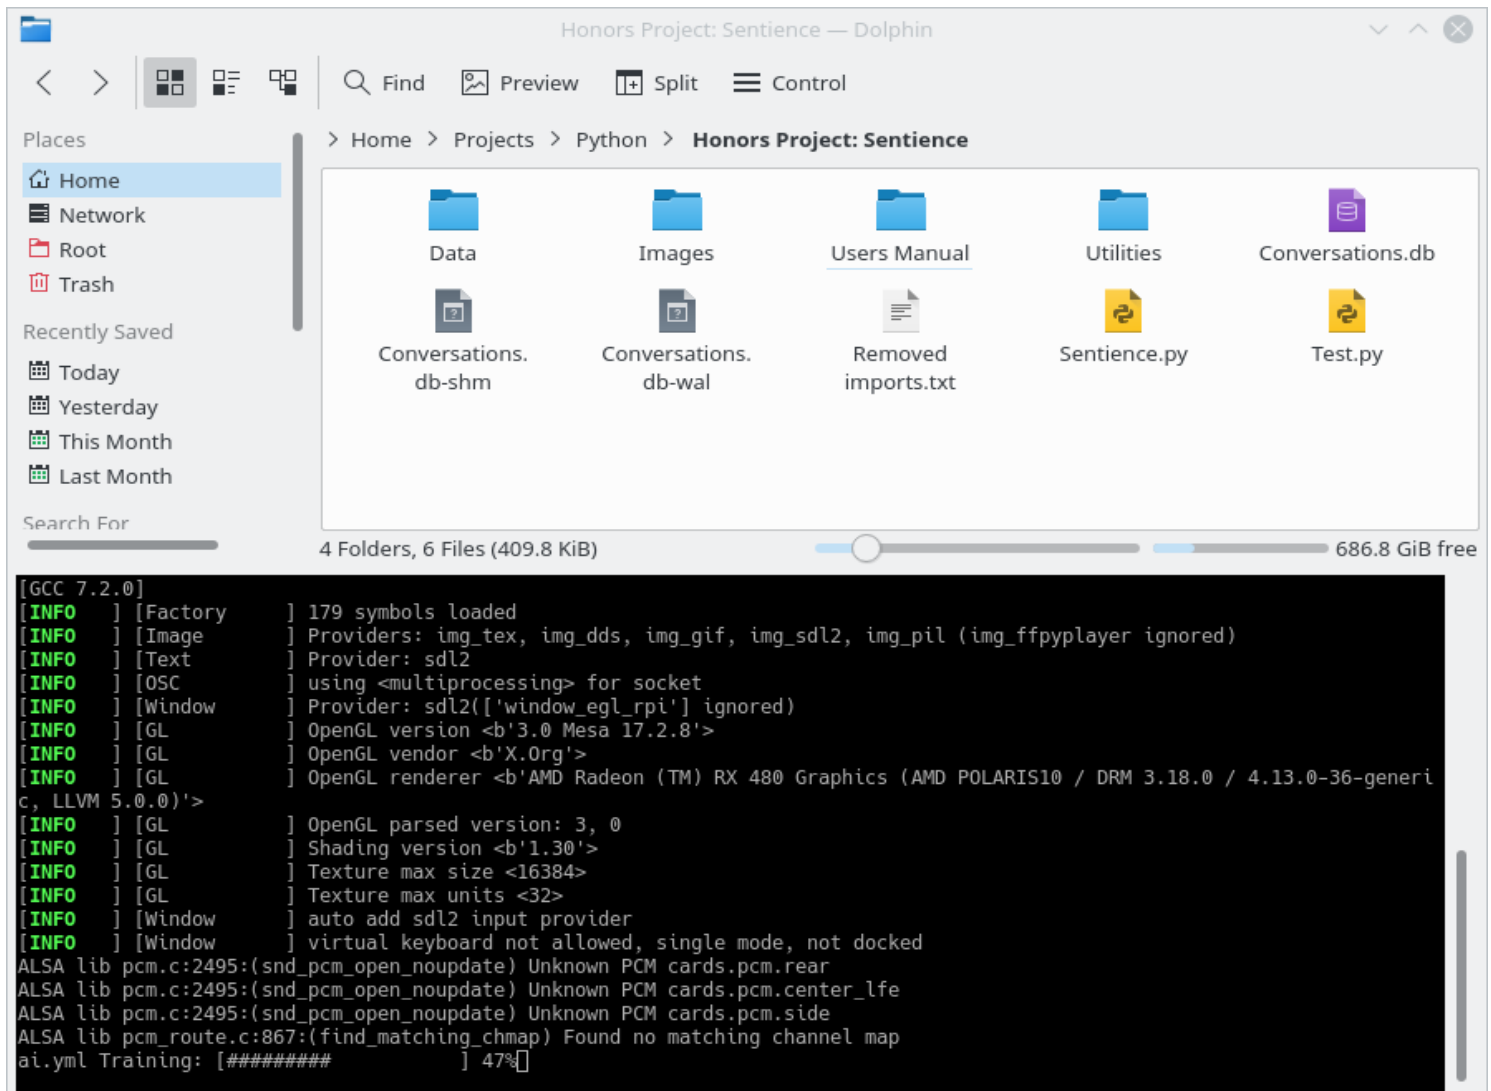 Honors Project: Sentience — Dolphin
Find Preview Split Control
Places
Home
Network
Root
Trash
Recently Saved
Today
Yesterday
This Month
Last Month
Search For
> Home > Projects > Python > Honors Project: Sentience
Data Images Users Manual Utilities Conversations.db
Conversations. Conversations. Removed Sentience.py Test.py
db-shm db-wal imports.txt
4 Folders, 6 Files (409.8 KiB) 686.8 GiB free
[GCC 7.2.0]
[INFO   ] [Factory     ] 179 symbols loaded
[INFO   ] [Image       ] Providers: img_tex, img_dds, img_gif, img_sdl2, img_pil (img_ffpyplayer ignored)
[INFO   ] [Text        ] Provider: sdl2
[INFO   ] [OSC         ] using <multiprocessing> for socket
[INFO   ] [Window      ] Provider: sdl2(['window_egl_rpi'] ignored)
[INFO   ] [GL          ] OpenGL version <b'3.0 Mesa 17.2.8'>
[INFO   ] [GL          ] OpenGL vendor <b'X.Org'>
[INFO   ] [GL          ] OpenGL renderer <b'AMD Radeon (TM) RX 480 Graphics (AMD POLARIS10 / DRM 3.18.0 / 4.13.0-36-generi
c, LLVM 5.0.0)'>
[INFO   ] [GL          ] OpenGL parsed version: 3, 0
[INFO   ] [GL          ] Shading version <b'1.30'>
[INFO   ] [GL          ] Texture max size <16384>
[INFO   ] [GL          ] Texture max units <32>
[INFO   ] [Window      ] auto add sdl2 input provider
[INFO   ] [Window      ] virtual keyboard not allowed, single mode, not docked
ALSA lib pcm.c:2495:(snd_pcm_open_noupdate) Unknown PCM cards.pcm.rear
ALSA lib pcm.c:2495:(snd_pcm_open_noupdate) Unknown PCM cards.pcm.center_lfe
ALSA lib pcm.c:2495:(snd_pcm_open_noupdate) Unknown PCM cards.pcm.side
ALSA lib pcm_route.c:867:(find_matching_chmap) Found no matching channel map
ai.yml Training: [#########           ] 47%